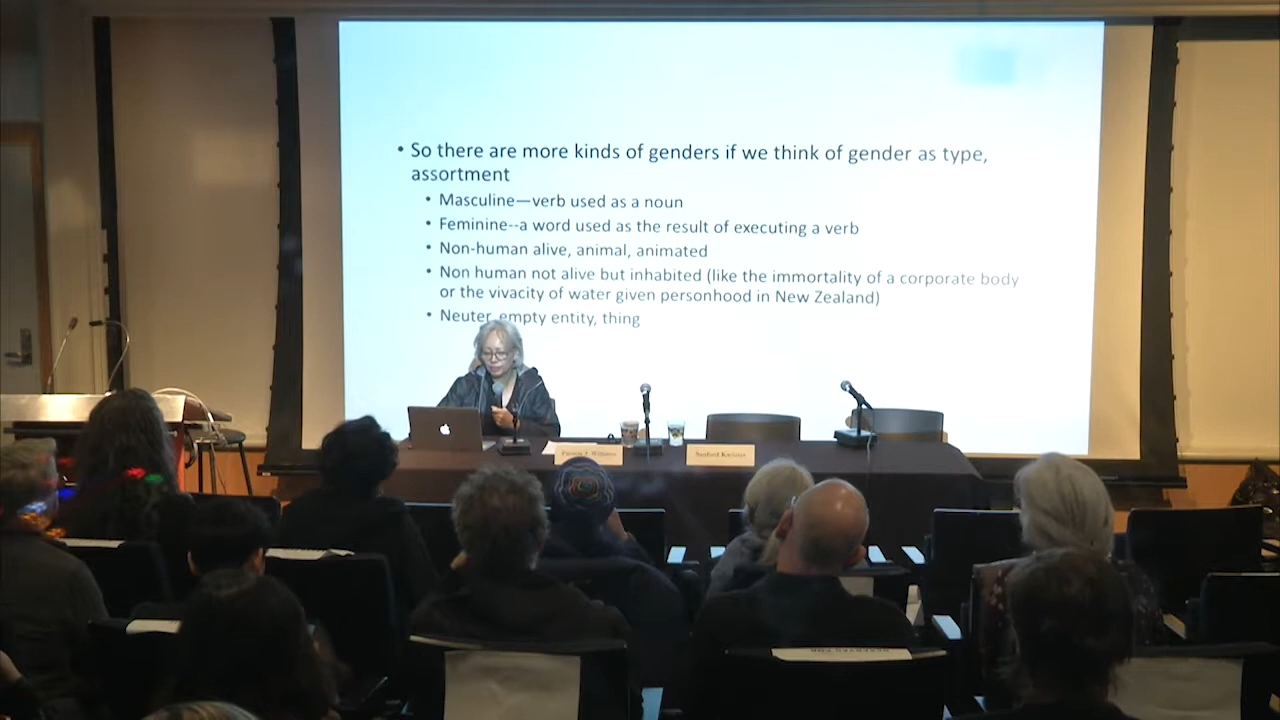 • So there are more kinds of genders if we think of gender as type,
assortment
• Masculine—verb used as a noun
• Feminine--a word used as the result of executing a verb
• Non-human alive, animal, animated
• Non human not alive but inhabited (like the immortality of a corporate body
or the vivacity of water given personhood in New Zealand)
• Neuter, empty entity, thing
Patricia J. Williams